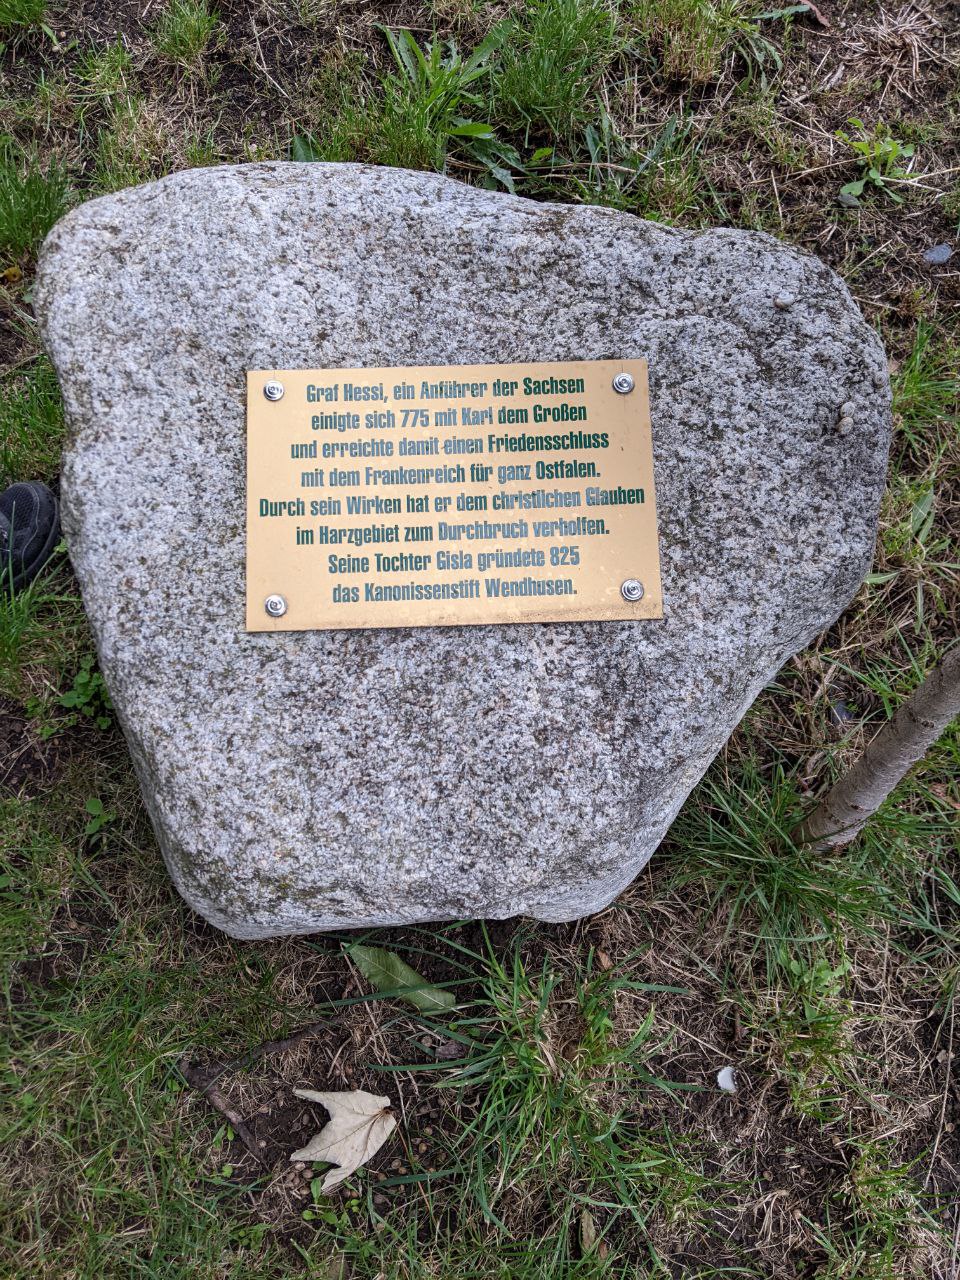 Graf Hessi, ein Anführer der Sachsen
einigte sich 775 mit Karl dem Großen
und erreichte damit einen Friedensschluss
mit dem Frankenreich für ganz Ostfalen.
Durch sein Wirken hat er dem christlichen Glauben
im Harzgebiet zum Durchbruch verholfen.
Seine Tochter Gisla gründete 825
das Kanonissenstift Wendhusen.